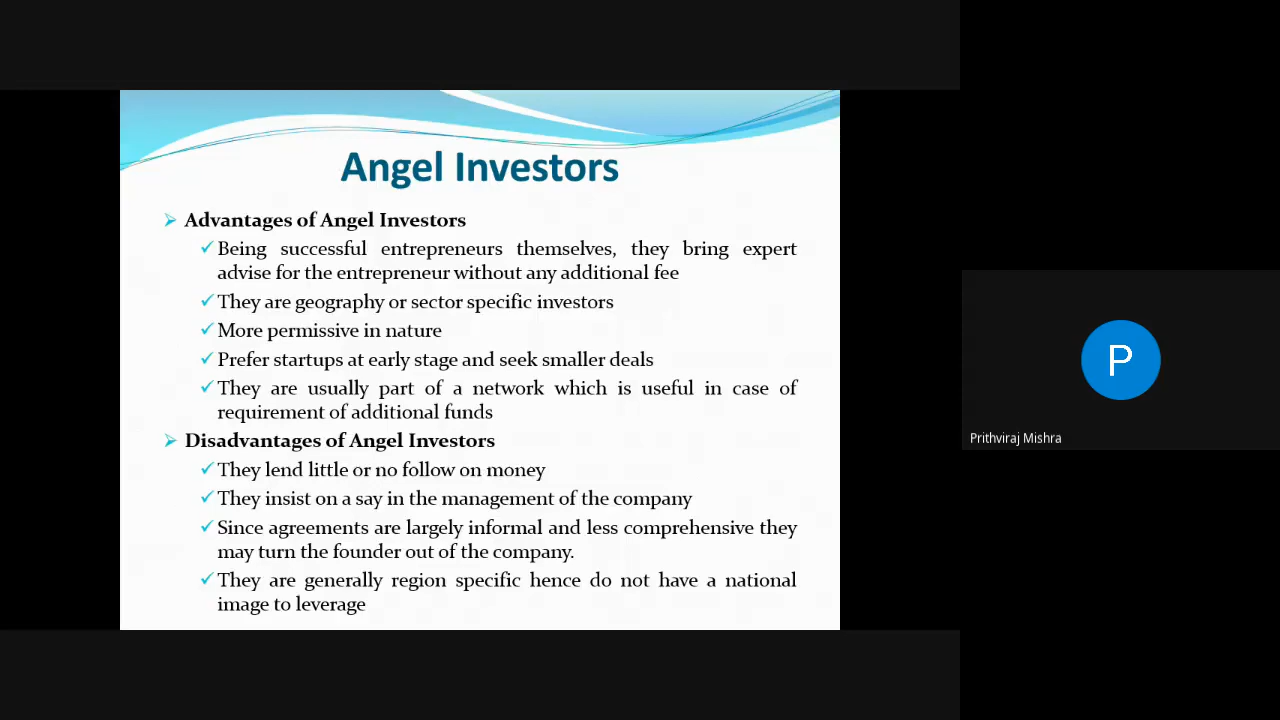 Angel Investors
Advantages of Angel Investors
Being successful entrepreneurs themselves, they bring expert
advise for the entrepreneur without any additional fee
They are geography or sector specific investors
More permissive in nature
Prefer startups at early stage and seek smaller deals
They are usually part of a network which is useful in case of
requirement of additional funds
Disadvantages of Angel Investors
They lend little or no follow on money
They insist on a say in the management of the company
Since agreements are largely informal and less comprehensive they
may turn the founder out of the company.
They are generally region specific hence do not have a national
image to leverage
P
Prithviraj Mishra